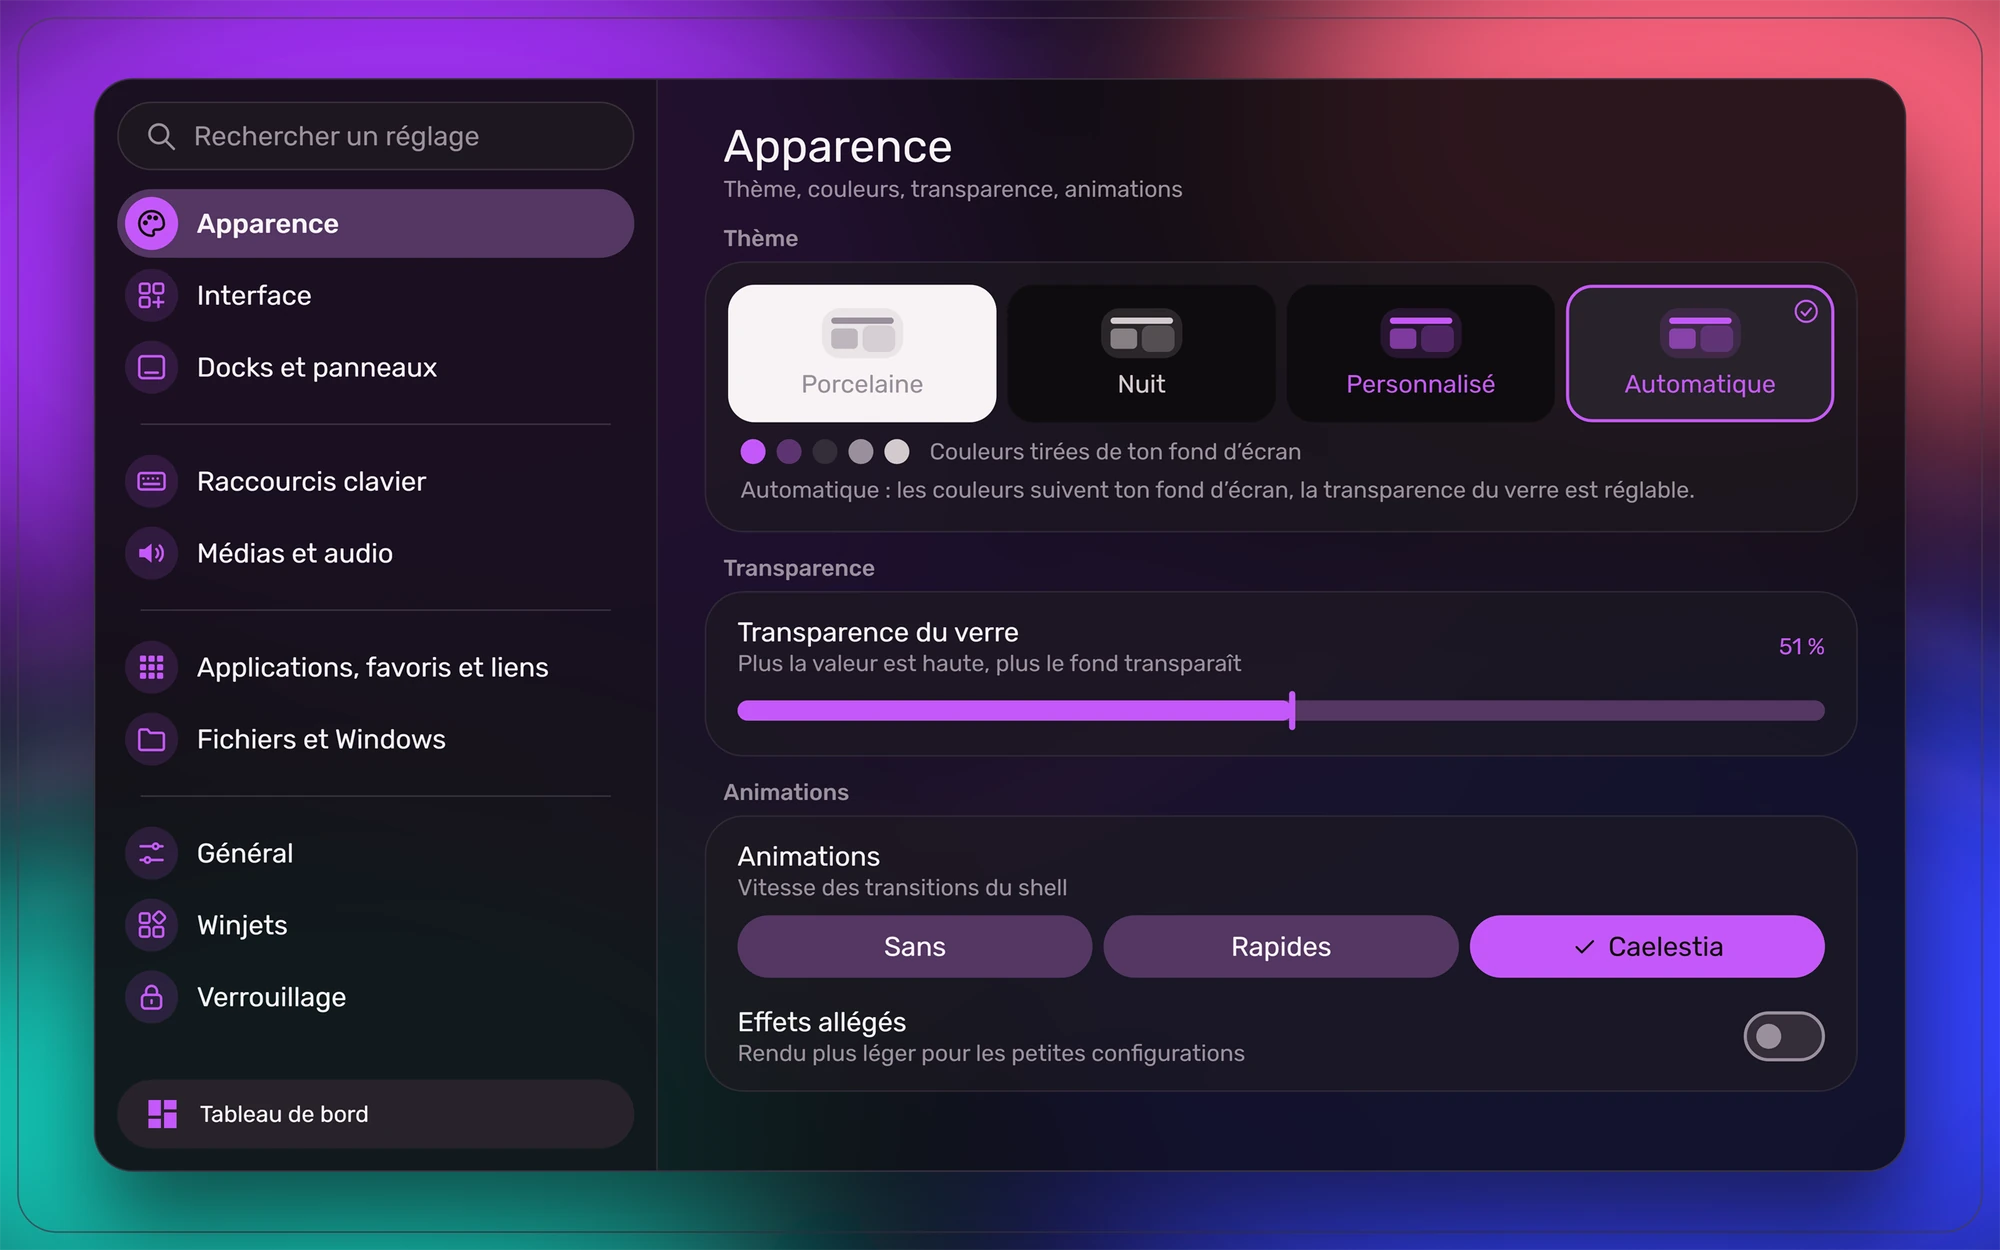 Rechercher un réglage
Apparence
Interface
Docks et panneaux
Raccourcis clavier
Médias et audio
Applications, favoris et liens
Fichiers et Windows
Général
Winjets
Verrouillage
Tableau de bord
Apparence
Thème, couleurs, transparence, animations
Thème
Porcelaine
Nuit
Personnalisé
Automatique
Couleurs tirées de ton fond d’écran
Automatique : les couleurs suivent ton fond d’écran, la transparence du verre est réglable.
Transparence
Transparence du verre
Plus la valeur est haute, plus le fond transparaît
51 %
Animations
Animations
Vitesse des transitions du shell
Sans
Rapides
Caelestia
Effets allégés
Rendu plus léger pour les petites configurations